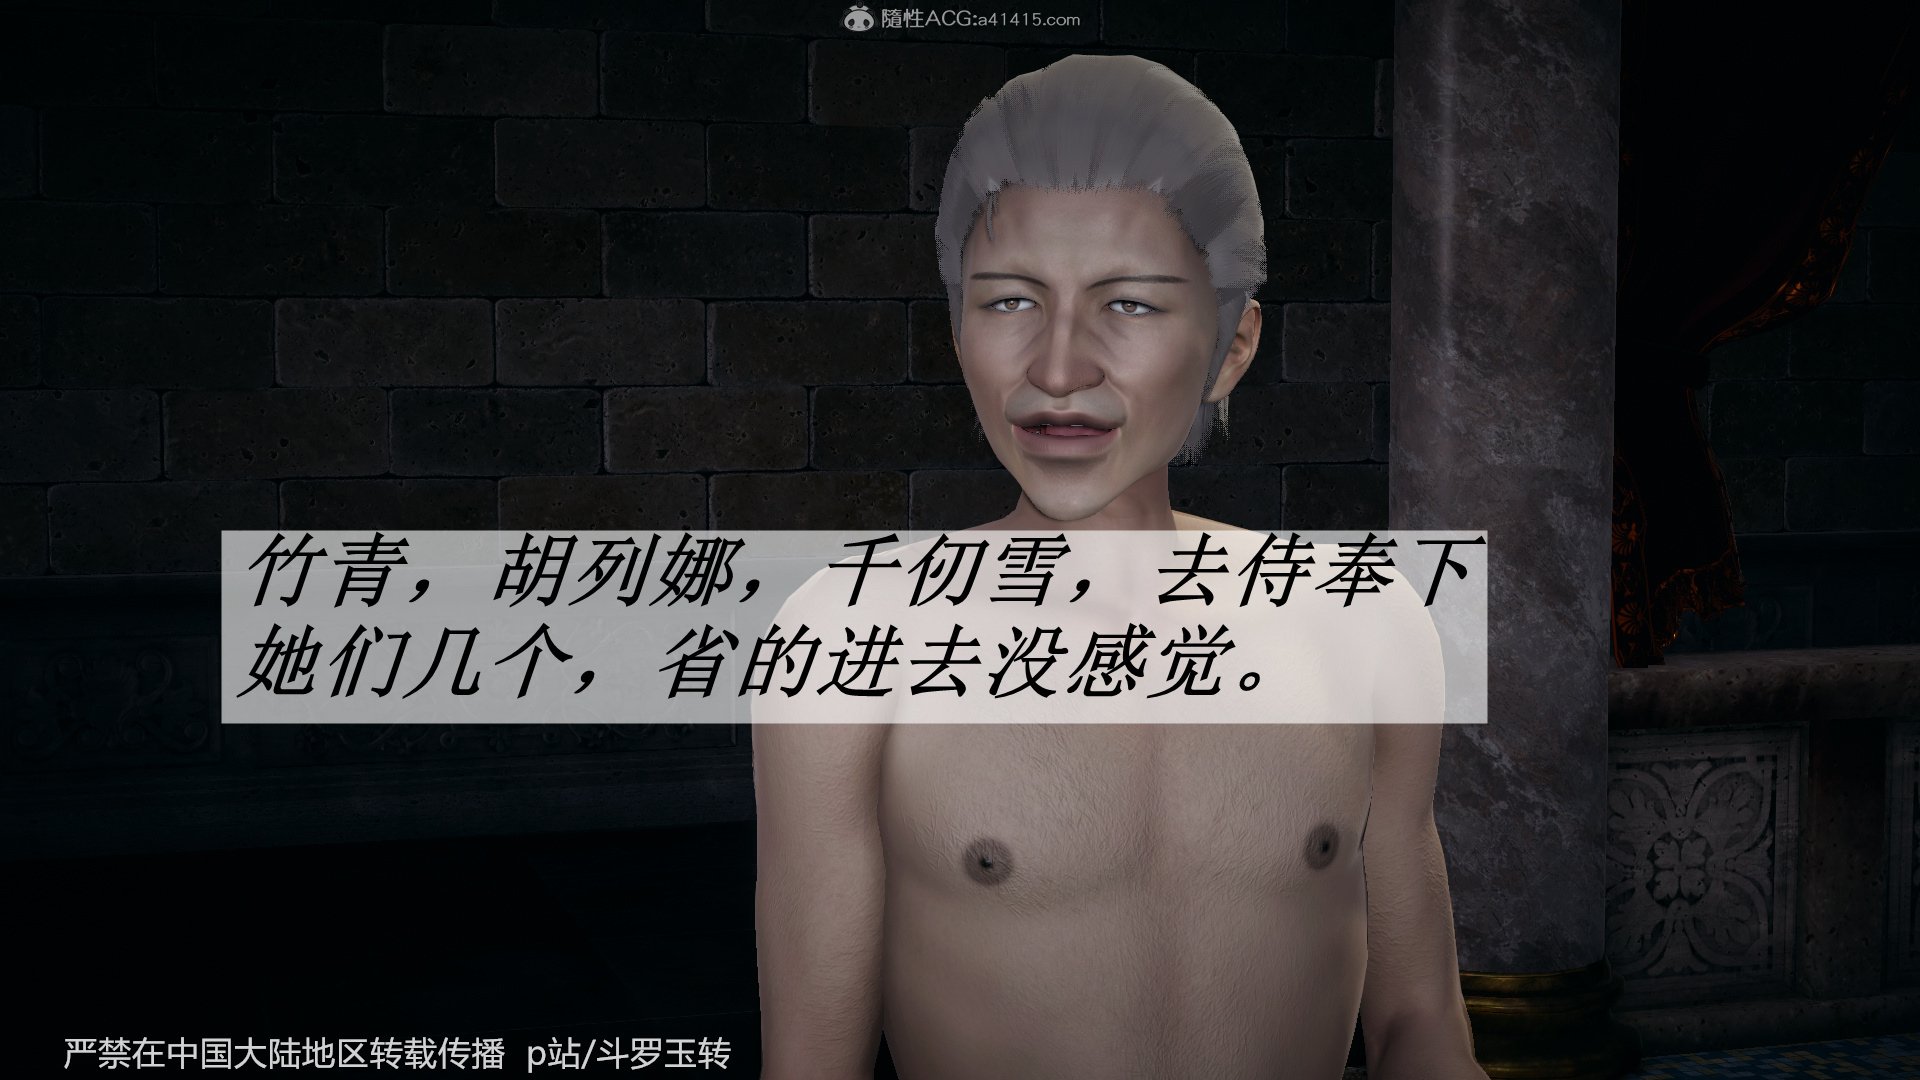 隨性ACG:a41415.com
竹青，胡列娜，千仞雪，去侍奉下
她们几个，省的进去没感觉。
严禁在中国大陆地区转载传播 p站/斗罗玉转